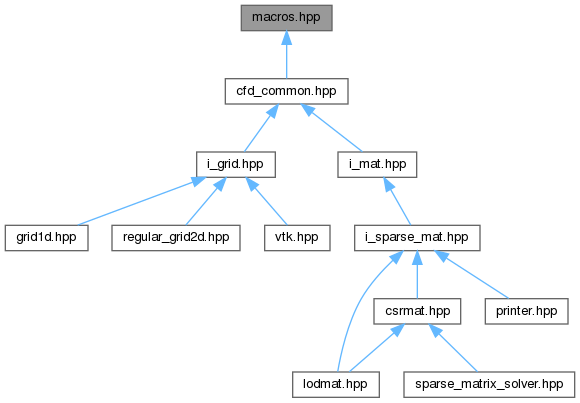 macros.hpp
cfd_common.hpp
i_grid.hpp
i_mat.hpp
grid1d.hpp
regular_grid2d.hpp
vtk.hpp
i_sparse_mat.hpp
csrmat.hpp
printer.hpp
lodmat.hpp
sparse_matrix_solver.hpp